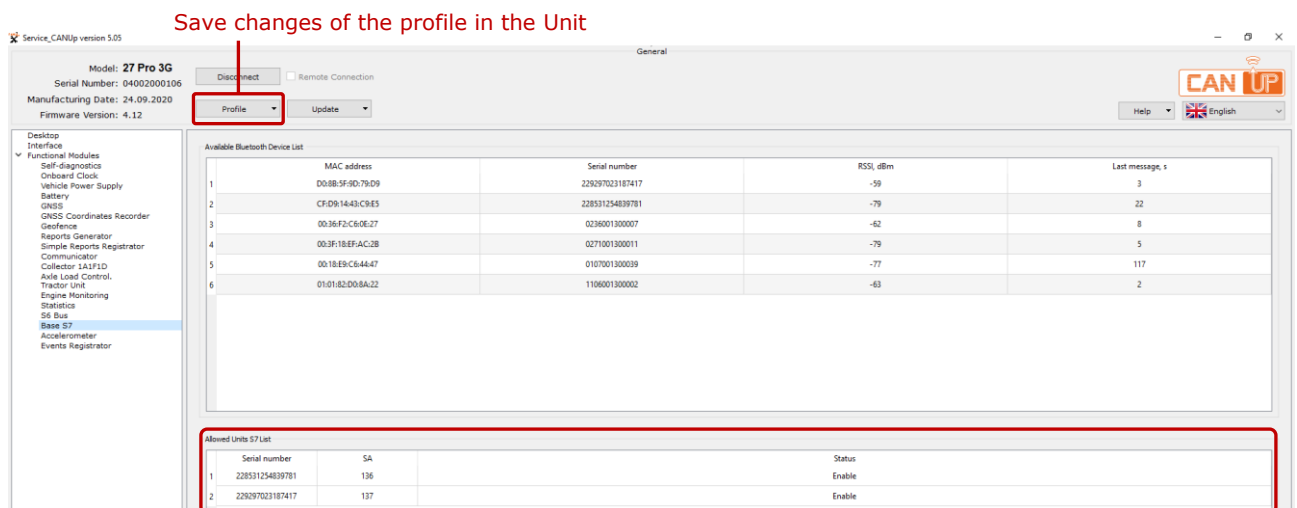 Save changes of the profile in the Unit
Service_CANUp version 5.05
General
Model: 27 Pro 3G
Serial Number: 04002000106
Manufacturing Date: 24.09.2020
Firmware Version: 4.12
Disconnect Remote Connection
Profile Update
CAN UP
Help English
Desktop
Interface
Functional Modules
Self-diagnostics
Onboard Clock
Vehicle Power Supply
Battery
GNSS
GNSS Coordinates Recorder
Geofence
Reports Generator
Simple Reports Registrator
Communicator
Collector 1A1F1D
Axle Load Control.
Tractor Unit
Engine Monitoring
Statistics
S6 Bus
Base S7
Accelerometer
Events Registrator
Available Bluetooth Device List
MAC address Serial number RSSI, dBm Last message, s
1 D0:8B:5F:9D:79:D9 229297023187417 -59 3
2 CF:D9:14:43:C9:E5 228531254839781 -79 22
3 00:36:F2:C6:0E:27 0236001300007 -62 8
4 00:3F:18:EF:AC:2B 0271001300011 -79 5
5 00:18:E9:C6:44:47 0107001300039 -77 117
6 01:01:82:D0:8A:22 1106001300002 -63 2
Allowed Units S7 List
Serial number SA Status
1 228531254839781 136 Enable
2 229297023187417 137 Enable